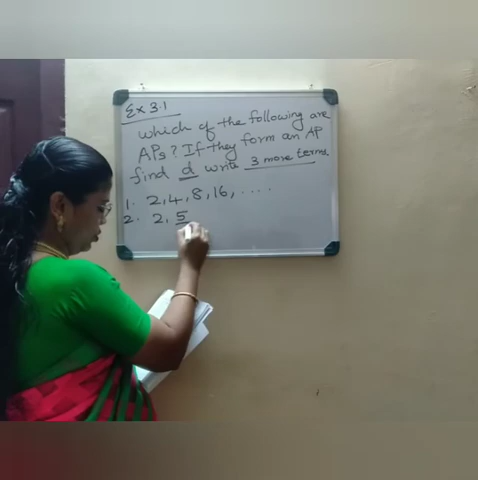 Ex 3.1
Which of the following are
APs? If they form an AP
find d write 3 more terms.
1. 2, 4, 8, 16, ....
2. 2, 5